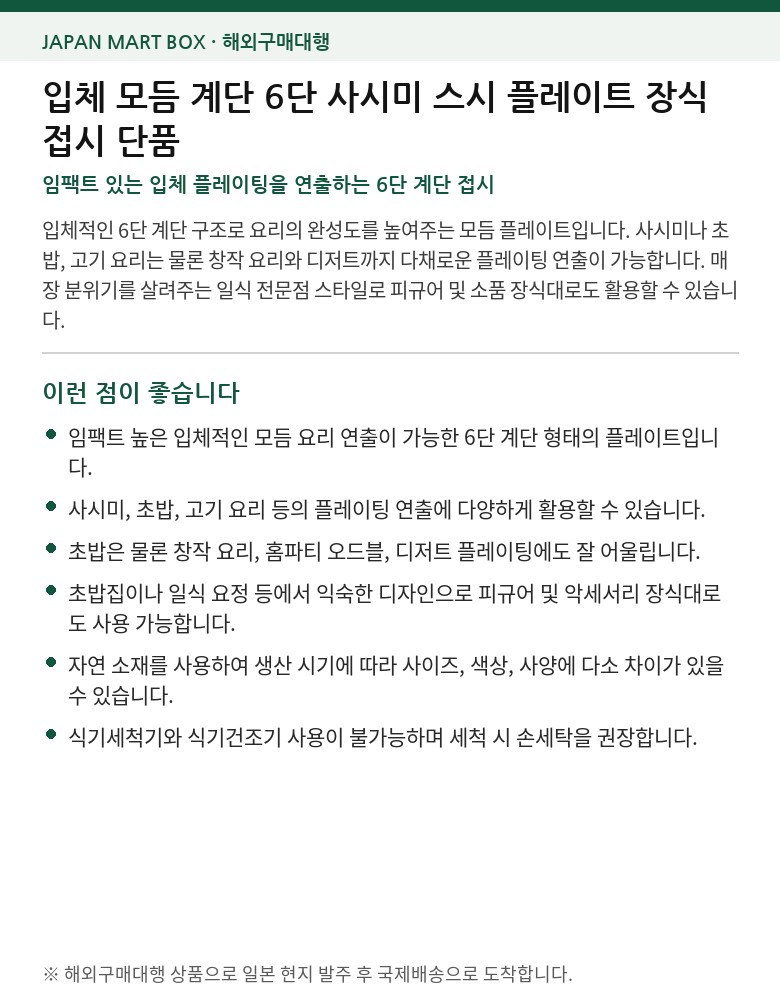 JAPAN MART BOX · 해외구매대행
입체 모듬 계단 6단 사시미 스시 플레이트 장식
접시 단품
임팩트 있는 입체 플레이팅을 연출하는 6단 계단 접시
입체적인 6단 계단 구조로 요리의 완성도를 높여주는 모듬 플레이트입니다. 사시미나 초
밥, 고기 요리는 물론 창작 요리와 디저트까지 다채로운 플레이팅 연출이 가능합니다. 매
장 분위기를 살려주는 일식 전문점 스타일로 피규어 및 소품 장식대로도 활용할 수 있습니
다.
이런 점이 좋습니다
● 임팩트 높은 입체적인 모듬 요리 연출이 가능한 6단 계단 형태의 플레이트입니
다.
● 사시미, 초밥, 고기 요리 등의 플레이팅 연출에 다양하게 활용할 수 있습니다.
● 초밥은 물론 창작 요리, 홈파티 오드블, 디저트 플레이팅에도 잘 어울립니다.
● 초밥집이나 일식 요정 등에서 익숙한 디자인으로 피규어 및 악세서리 장식대로
도 사용 가능합니다.
● 자연 소재를 사용하여 생산 시기에 따라 사이즈, 색상, 사양에 다소 차이가 있을
수 있습니다.
● 식기세척기와 식기건조기 사용이 불가능하며 세척 시 손세탁을 권장합니다.
※ 해외구매대행 상품으로 일본 현지 발주 후 국제배송으로 도착합니다.